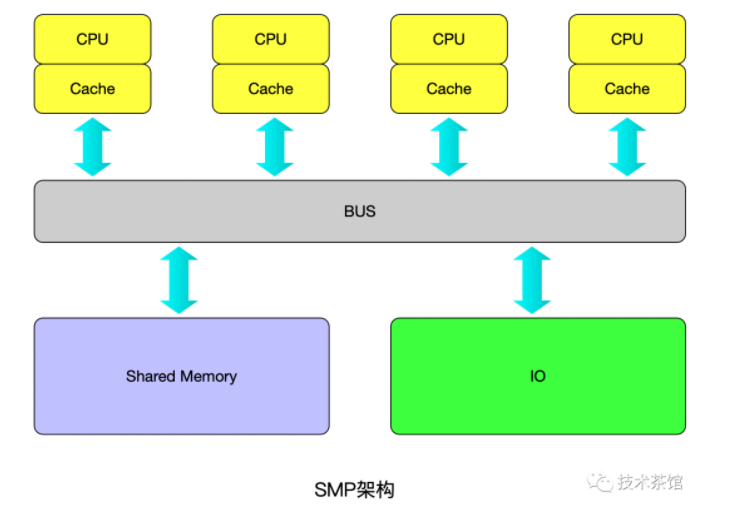 CPU CPU CPU CPU
Cache Cache Cache Cache
BUS
Shared Memory IO
SMP架构
技术茶馆